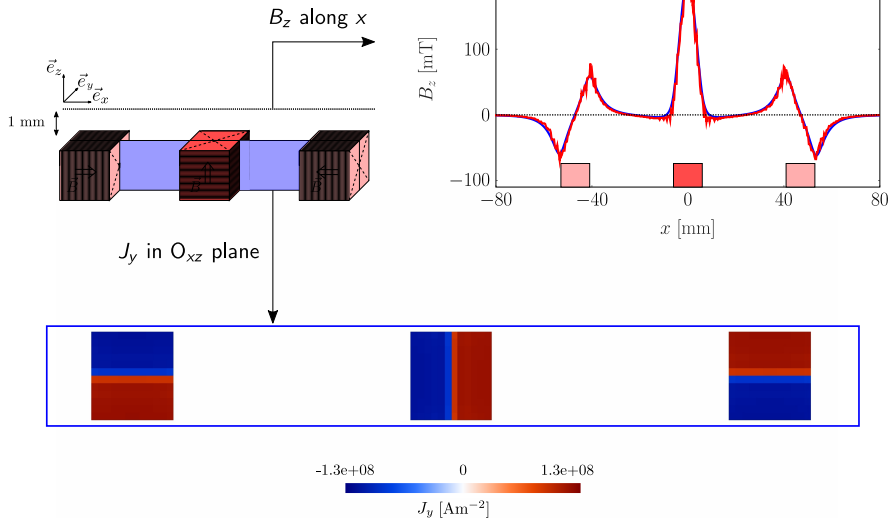 B_z along x
e_z
e_y
e_x
1 mm
B
B
B
J_y in O_xz plane
100
0
−100
B_z [mT]
−80
−40
0
40
80
x [mm]
-1.3e+08
0
1.3e+08
J_y [Am⁻²]